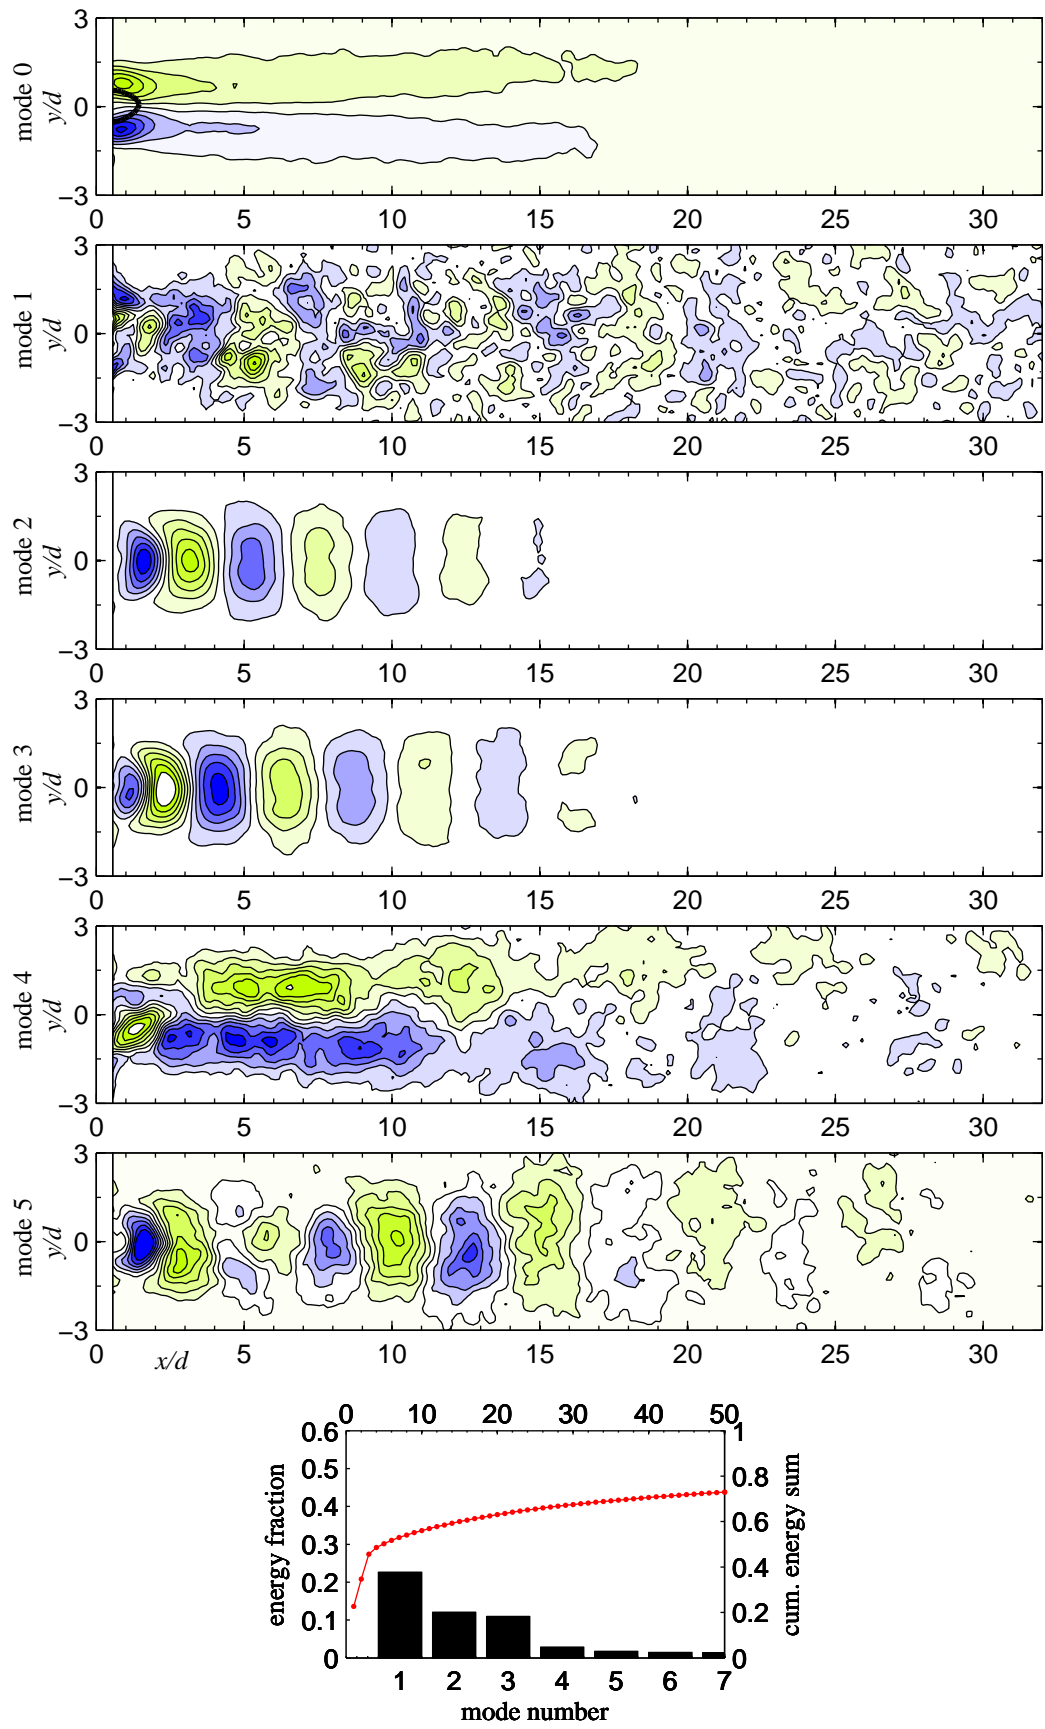 3
0
−3
mode 0
y/d
0 5 10 15 20 25 30
3
0
−3
mode 1
y/d
0 5 10 15 20 25 30
3
0
−3
mode 2
y/d
0 5 10 15 20 25 30
3
0
−3
mode 3
y/d
0 5 10 15 20 25 30
3
0
−3
mode 4
y/d
0 5 10 15 20 25 30
3
0
−3
mode 5
y/d
0 5 10 15 20 25 30
x/d
0 10 20 30 40 50
0.6
0.5
0.4
0.3
0.2
0.1
0
energy fraction
1
0.8
0.6
0.4
0.2
0
cum. energy sum
1 2 3 4 5 6 7
mode number